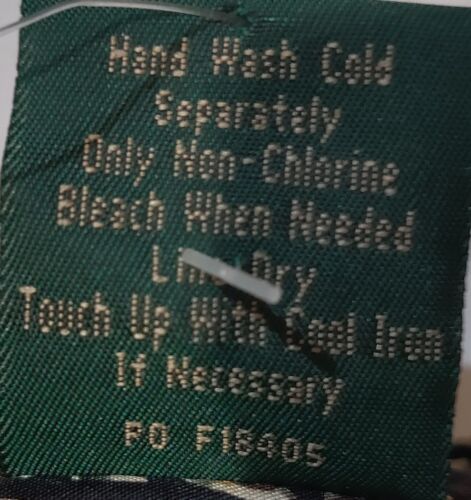 Hand Wash Cold
Separately
Only Non-Chlorine
Bleach When Needed
Line Dry
Touch Up With Cool Iron
If Necessary
PO F18405